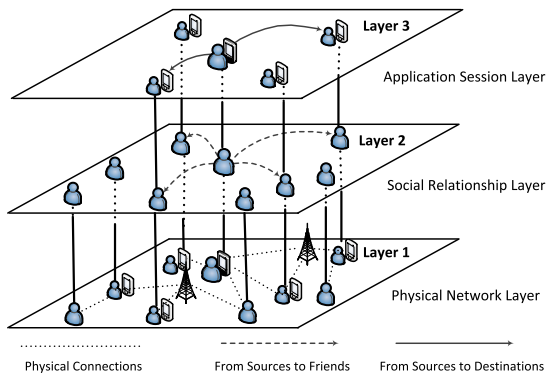 Layer 3
Application Session Layer
Layer 2
Social Relationship Layer
Layer 1
Physical Network Layer
Physical Connections
From Sources to Friends
From Sources to Destinations